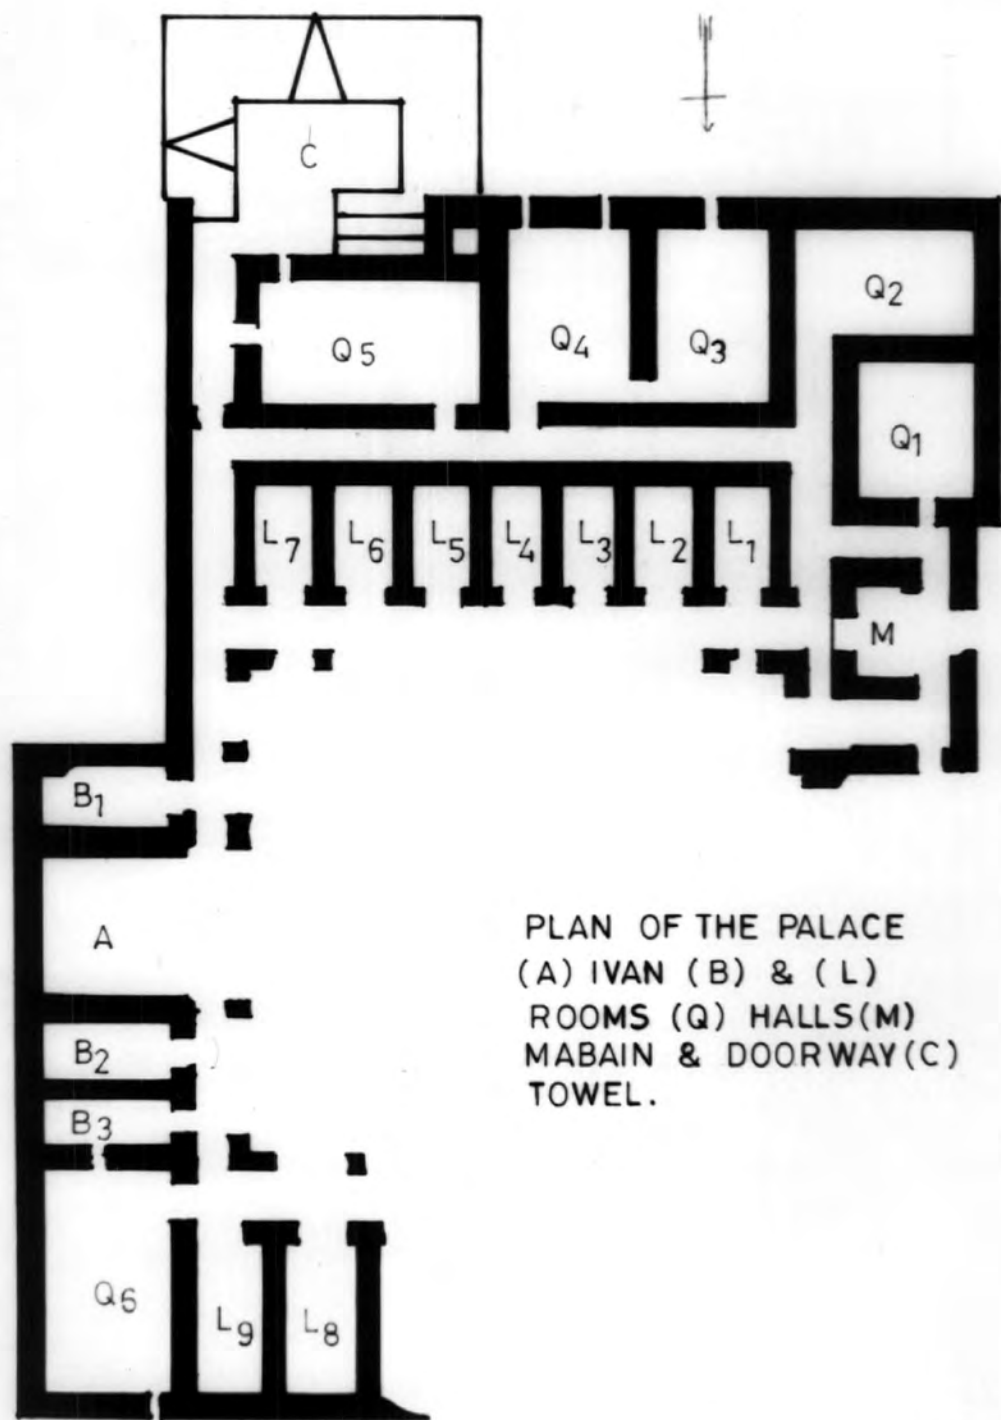 C
Q2
Q5
Q4
Q3
Q1
L7
L6
L5
L4
L3
L2
L1
M
B1
A
PLAN OF THE PALACE
(A) IVAN (B) & (L)
ROOMS (Q) HALLS(M)
MABAIN & DOORWAY(C)
TOWEL.
B2
B3
Q6
L9
L8